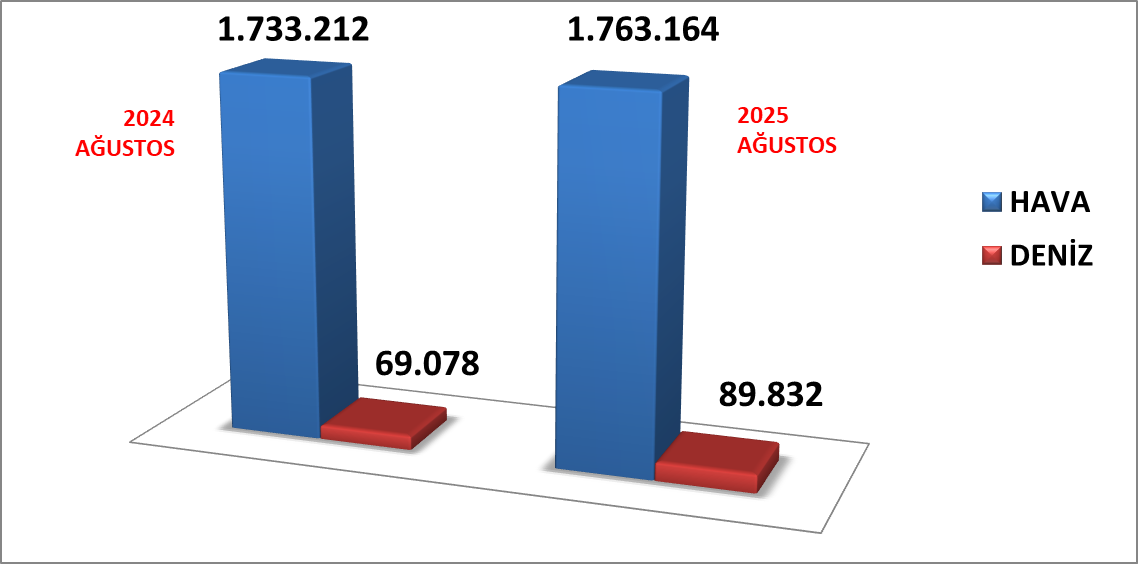 1.733.212
1.763.164
2024
AĞUSTOS
2025
AĞUSTOS
HAVA
DENİZ
69.078
89.832